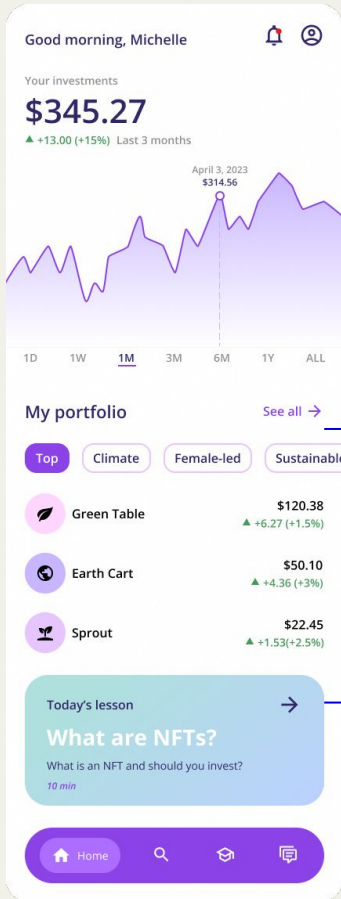 Good morning, Michelle
Your investments
$345.27
▲ +13.00 (+15%) Last 3 months
April 3, 2023
$314.56
1D 1W 1M 3M 6M 1Y ALL
My portfolio See all →
Top Climate Female-led Sustainable
Green Table $120.38
▲ +6.27 (+1.5%)
Earth Cart $50.10
▲ +4.36 (+3%)
Sprout $22.45
▲ +1.53(+2.5%)
Today's lesson →
What are NFTs?
What is an NFT and should you invest?
10 min
Home